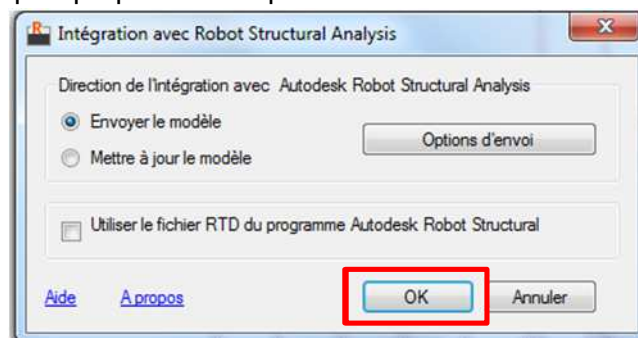 Intégration avec Robot Structural Analysis
Direction de l'intégration avec Autodesk Robot Structural Analysis
Envoyer le modèle
Options d'envoi
Mettre à jour le modèle
Utiliser le fichier RTD du programme Autodesk Robot Structural
Aide A propos OK Annuler